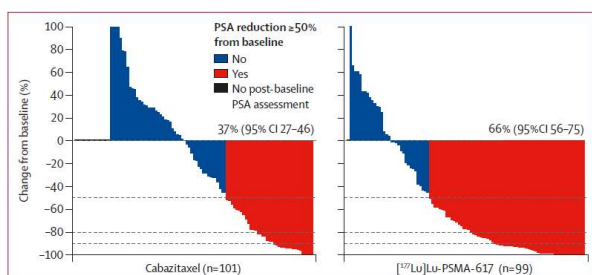 PSA reduction ≥50%
from baseline
No
Yes
No post-baseline
PSA assessment
Change from baseline (%)
100
80
60
40
20
0
−20
−40
−60
−80
−100
37% (95% CI 27–46)
66% (95%CI 56–75)
Cabazitaxel (n=101)
[¹⁷⁷Lu]Lu-PSMA-617 (n=99)